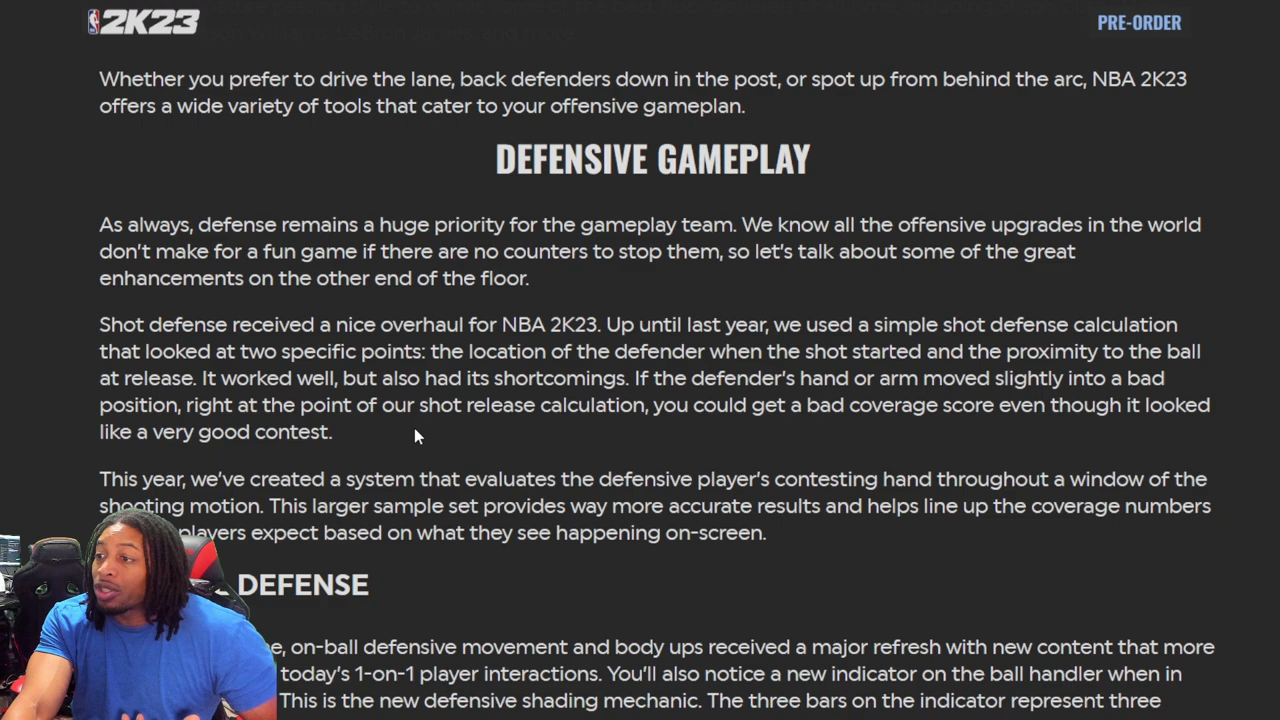 2K23
PRE-ORDER
Whether you prefer to drive the lane, back defenders down in the post, or spot up from behind the arc, NBA 2K23
offers a wide variety of tools that cater to your offensive gameplan.
DEFENSIVE GAMEPLAY
As always, defense remains a huge priority for the gameplay team. We know all the offensive upgrades in the world
don't make for a fun game if there are no counters to stop them, so let's talk about some of the great
enhancements on the other end of the floor.
Shot defense received a nice overhaul for NBA 2K23. Up until last year, we used a simple shot defense calculation
that looked at two specific points: the location of the defender when the shot started and the proximity to the ball
at release. It worked well, but also had its shortcomings. If the defender's hand or arm moved slightly into a bad
position, right at the point of our shot release calculation, you could get a bad coverage score even though it looked
like a very good contest.
This year, we've created a system that evaluates the defensive player's contesting hand throughout a window of the
shooting motion. This larger sample set provides way more accurate results and helps line up the coverage numbers
players expect based on what they see happening on-screen.
DEFENSE
on-ball defensive movement and body ups received a major refresh with new content that more
today's 1-on-1 player interactions. You'll also notice a new indicator on the ball handler when in
This is the new defensive shading mechanic. The three bars on the indicator represent three